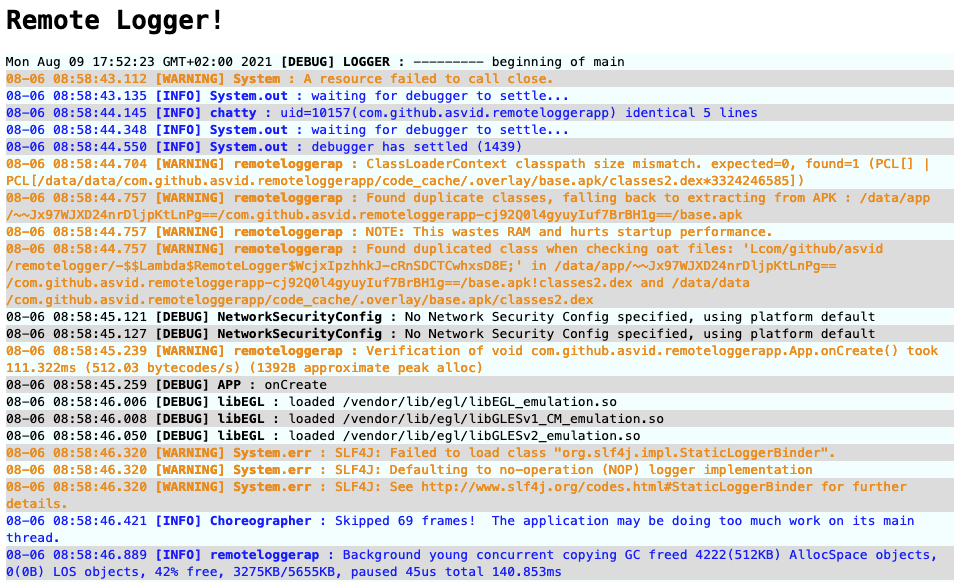 Remote Logger!
Mon Aug 09 17:52:23 GMT+02:00 2021 [DEBUG] LOGGER : --------- beginning of main
08-06 08:58:43.112 [WARNING] System : A resource failed to call close.
08-06 08:58:43.135 [INFO] System.out : waiting for debugger to settle...
08-06 08:58:44.145 [INFO] chatty : uid=10157(com.github.asvid.remoteloggerapp) identical 5 lines
08-06 08:58:44.348 [INFO] System.out : waiting for debugger to settle...
08-06 08:58:44.550 [INFO] System.out : debugger has settled (1439)
08-06 08:58:44.704 [WARNING] remoteloggerap : ClassLoaderContext classpath size mismatch. expected=0, found=1 (PCL[] |
PCL[/data/data/com.github.asvid.remoteloggerapp/code_cache/.overlay/base.apk/classes2.dex*3324246585])
08-06 08:58:44.757 [WARNING] remoteloggerap : Found duplicate classes, falling back to extracting from APK : /data/app
/~~Jx97WJXD24nrDljpKtLnPg==/com.github.asvid.remoteloggerapp-cj92Q0l4gyuyIuf7BrBH1g==/base.apk
08-06 08:58:44.757 [WARNING] remoteloggerap : NOTE: This wastes RAM and hurts startup performance.
08-06 08:58:44.757 [WARNING] remoteloggerap : Found duplicated class when checking oat files: 'Lcom/github/asvid
/remotelogger/-$$Lambda$RemoteLogger$WcjxIpzhhkJ-cRnSDCTCwhxsD8E;' in /data/app/~~Jx97WJXD24nrDljpKtLnPg==
/com.github.asvid.remoteloggerapp-cj92Q0l4gyuyIuf7BrBH1g==/base.apk!classes2.dex and /data/data
/com.github.asvid.remoteloggerapp/code_cache/.overlay/base.apk/classes2.dex
08-06 08:58:45.121 [DEBUG] NetworkSecurityConfig : No Network Security Config specified, using platform default
08-06 08:58:45.127 [DEBUG] NetworkSecurityConfig : No Network Security Config specified, using platform default
08-06 08:58:45.239 [WARNING] remoteloggerap : Verification of void com.github.asvid.remoteloggerapp.App.onCreate() took
111.322ms (512.03 bytecodes/s) (1392B approximate peak alloc)
08-06 08:58:45.259 [DEBUG] APP : onCreate
08-06 08:58:46.006 [DEBUG] libEGL : loaded /vendor/lib/egl/libEGL_emulation.so
08-06 08:58:46.008 [DEBUG] libEGL : loaded /vendor/lib/egl/libGLESv1_CM_emulation.so
08-06 08:58:46.050 [DEBUG] libEGL : loaded /vendor/lib/egl/libGLESv2_emulation.so
08-06 08:58:46.320 [WARNING] System.err : SLF4J: Failed to load class "org.slf4j.impl.StaticLoggerBinder".
08-06 08:58:46.320 [WARNING] System.err : SLF4J: Defaulting to no-operation (NOP) logger implementation
08-06 08:58:46.320 [WARNING] System.err : SLF4J: See http://www.slf4j.org/codes.html#StaticLoggerBinder for further
details.
08-06 08:58:46.421 [INFO] Choreographer : Skipped 69 frames!  The application may be doing too much work on its main
thread.
08-06 08:58:46.889 [INFO] remoteloggerap : Background young concurrent copying GC freed 4222(512KB) AllocSpace objects,
0(0B) LOS objects, 42% free, 3275KB/5655KB, paused 45us total 140.853ms